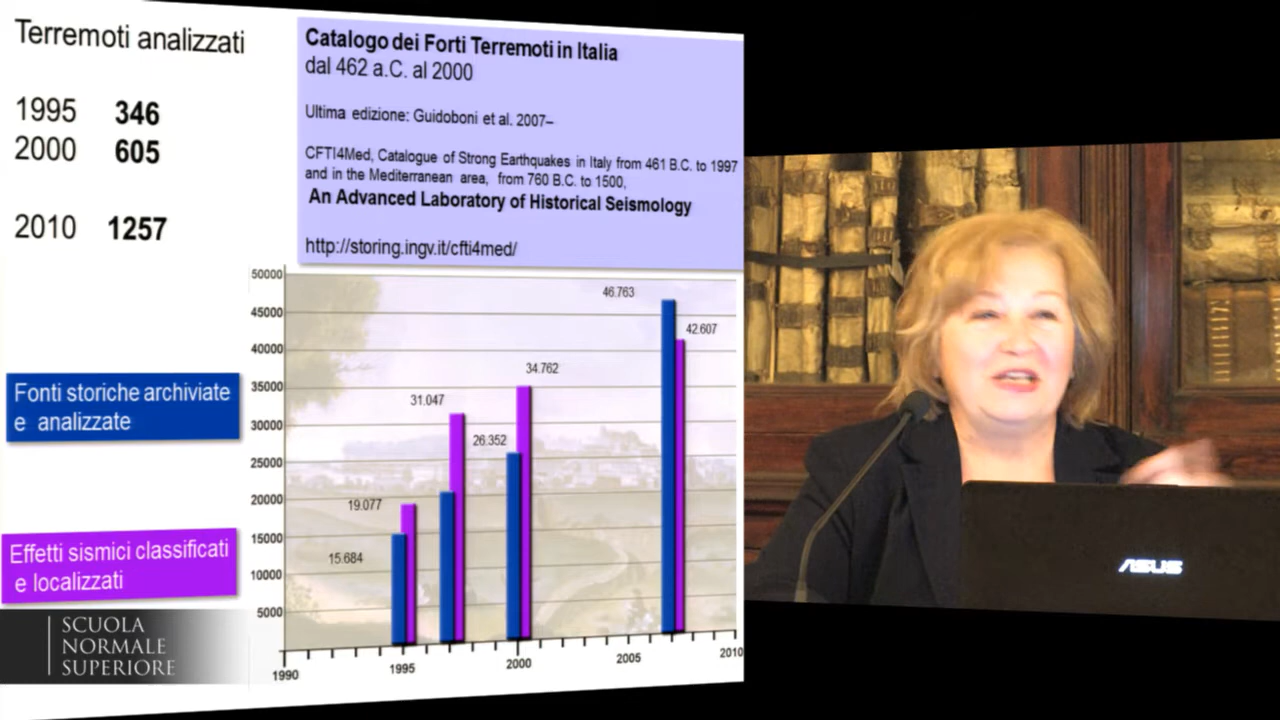 Terremoti analizzati
1995 346
2000 605
2010 1257
Catalogo dei Forti Terremoti in Italia
dal 462 a.C. al 2000
Ultima edizione: Guidoboni et al. 2007–
CFTI4Med, Catalogue of Strong Earthquakes in Italy from 461 B.C. to 1997
and in the Mediterranean area, from 760 B.C. to 1500,
An Advanced Laboratory of Historical Seismology
http://storing.ingv.it/cfti4med/
50000
45000
40000
35000
30000
25000
20000
15000
10000
5000
46.763
42.607
34.762
31.047
26.352
19.077
15.684
1990
1995
2000
2005
2010
Fonti storiche archiviate
e analizzate
Effetti sismici classificati
e localizzati
SCUOLA
NORMALE
SUPERIORE
ASUS